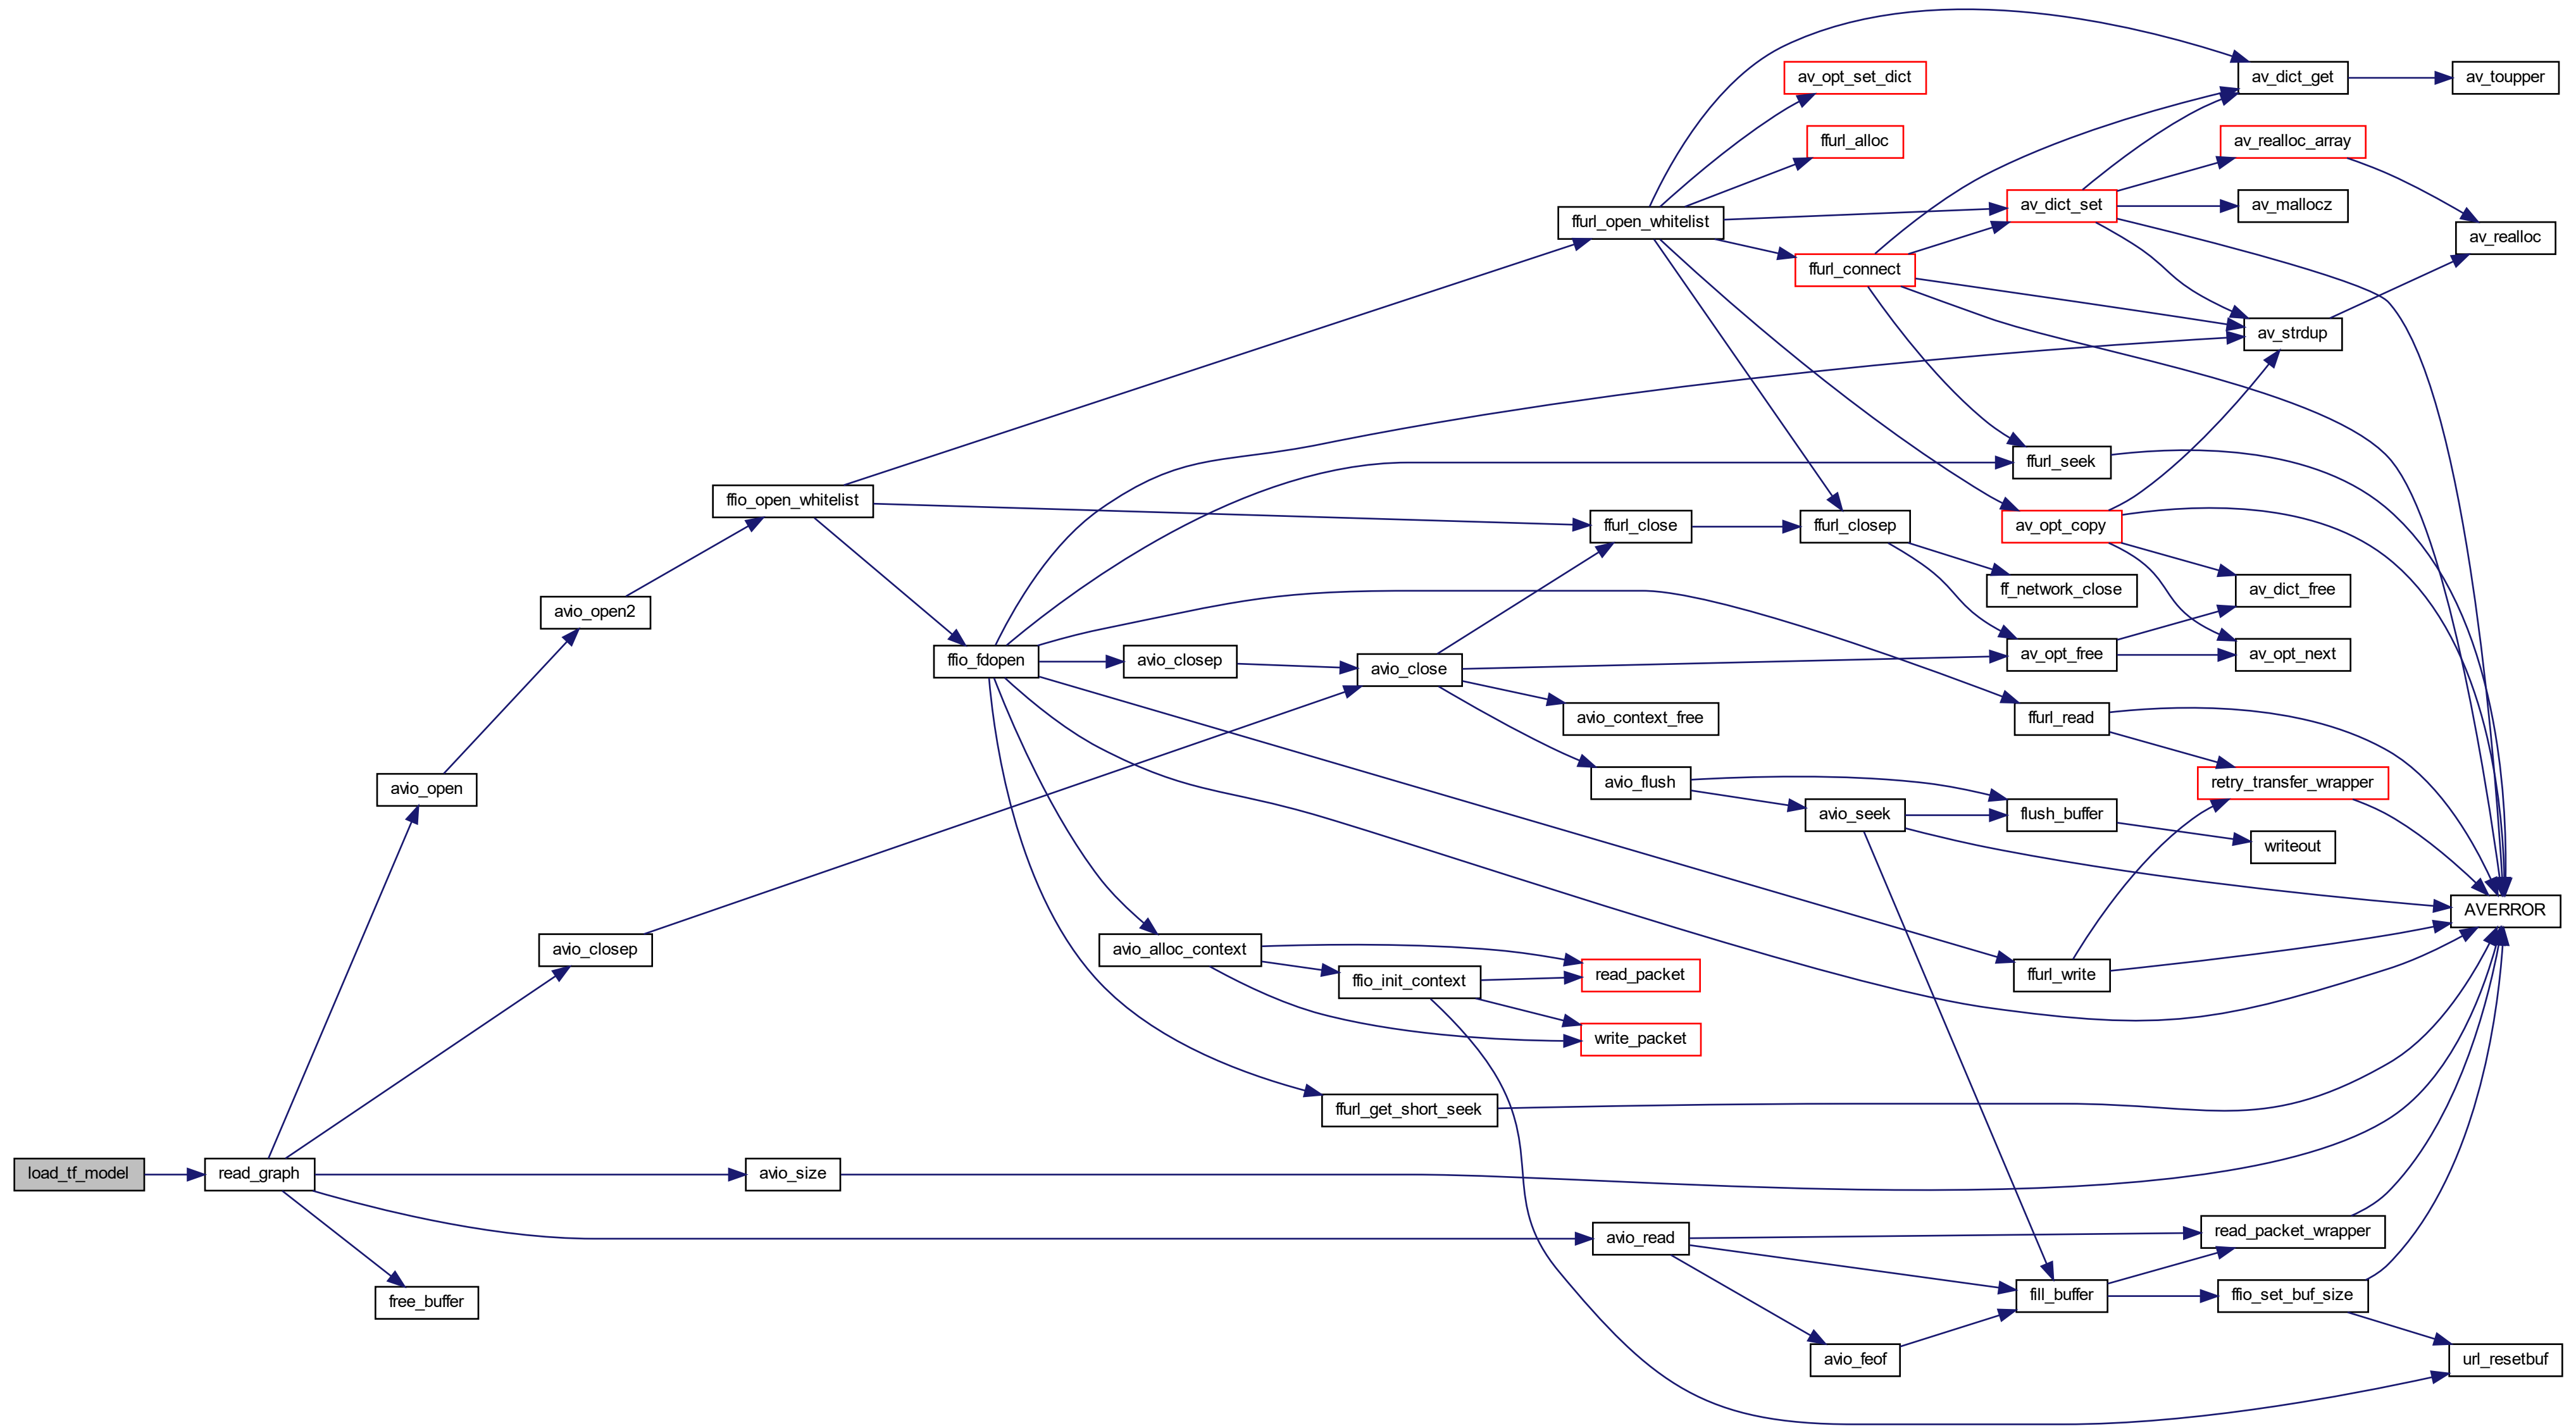 av_opt_set_dict
av_dict_get
av_toupper
ffurl_alloc
av_realloc_array
ffurl_open_whitelist
av_dict_set
av_mallocz
av_realloc
ffurl_connect
av_strdup
ffurl_seek
ffio_open_whitelist
ffurl_close
ffurl_closep
av_opt_copy
ff_network_close
av_dict_free
avio_open2
ffio_fdopen
avio_closep
avio_close
av_opt_free
av_opt_next
avio_context_free
ffurl_read
avio_open
avio_flush
retry_transfer_wrapper
avio_seek
flush_buffer
writeout
AVERROR
avio_closep
avio_alloc_context
ffio_init_context
read_packet
ffurl_write
write_packet
ffurl_get_short_seek
load_tf_model
read_graph
avio_size
avio_read
read_packet_wrapper
free_buffer
fill_buffer
ffio_set_buf_size
avio_feof
url_resetbuf